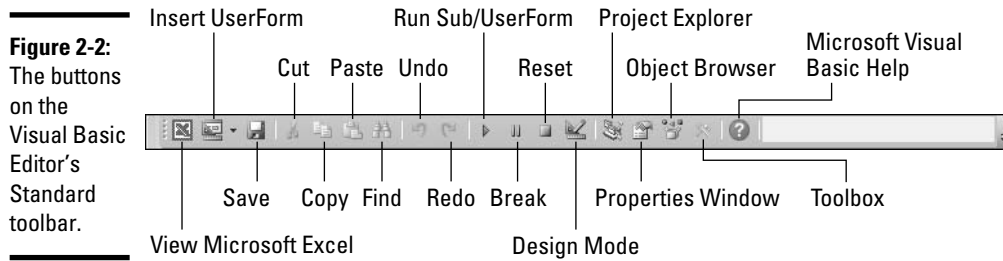 Figure 2-2:
The buttons
on the
Visual Basic
Editor's
Standard
toolbar.
Insert UserForm
Run Sub/UserForm
Project Explorer
Microsoft Visual
Basic Help
Cut
Paste
Undo
Reset
Object Browser
Save
Copy
Find
Redo
Break
Properties Window
Toolbox
View Microsoft Excel
Design Mode